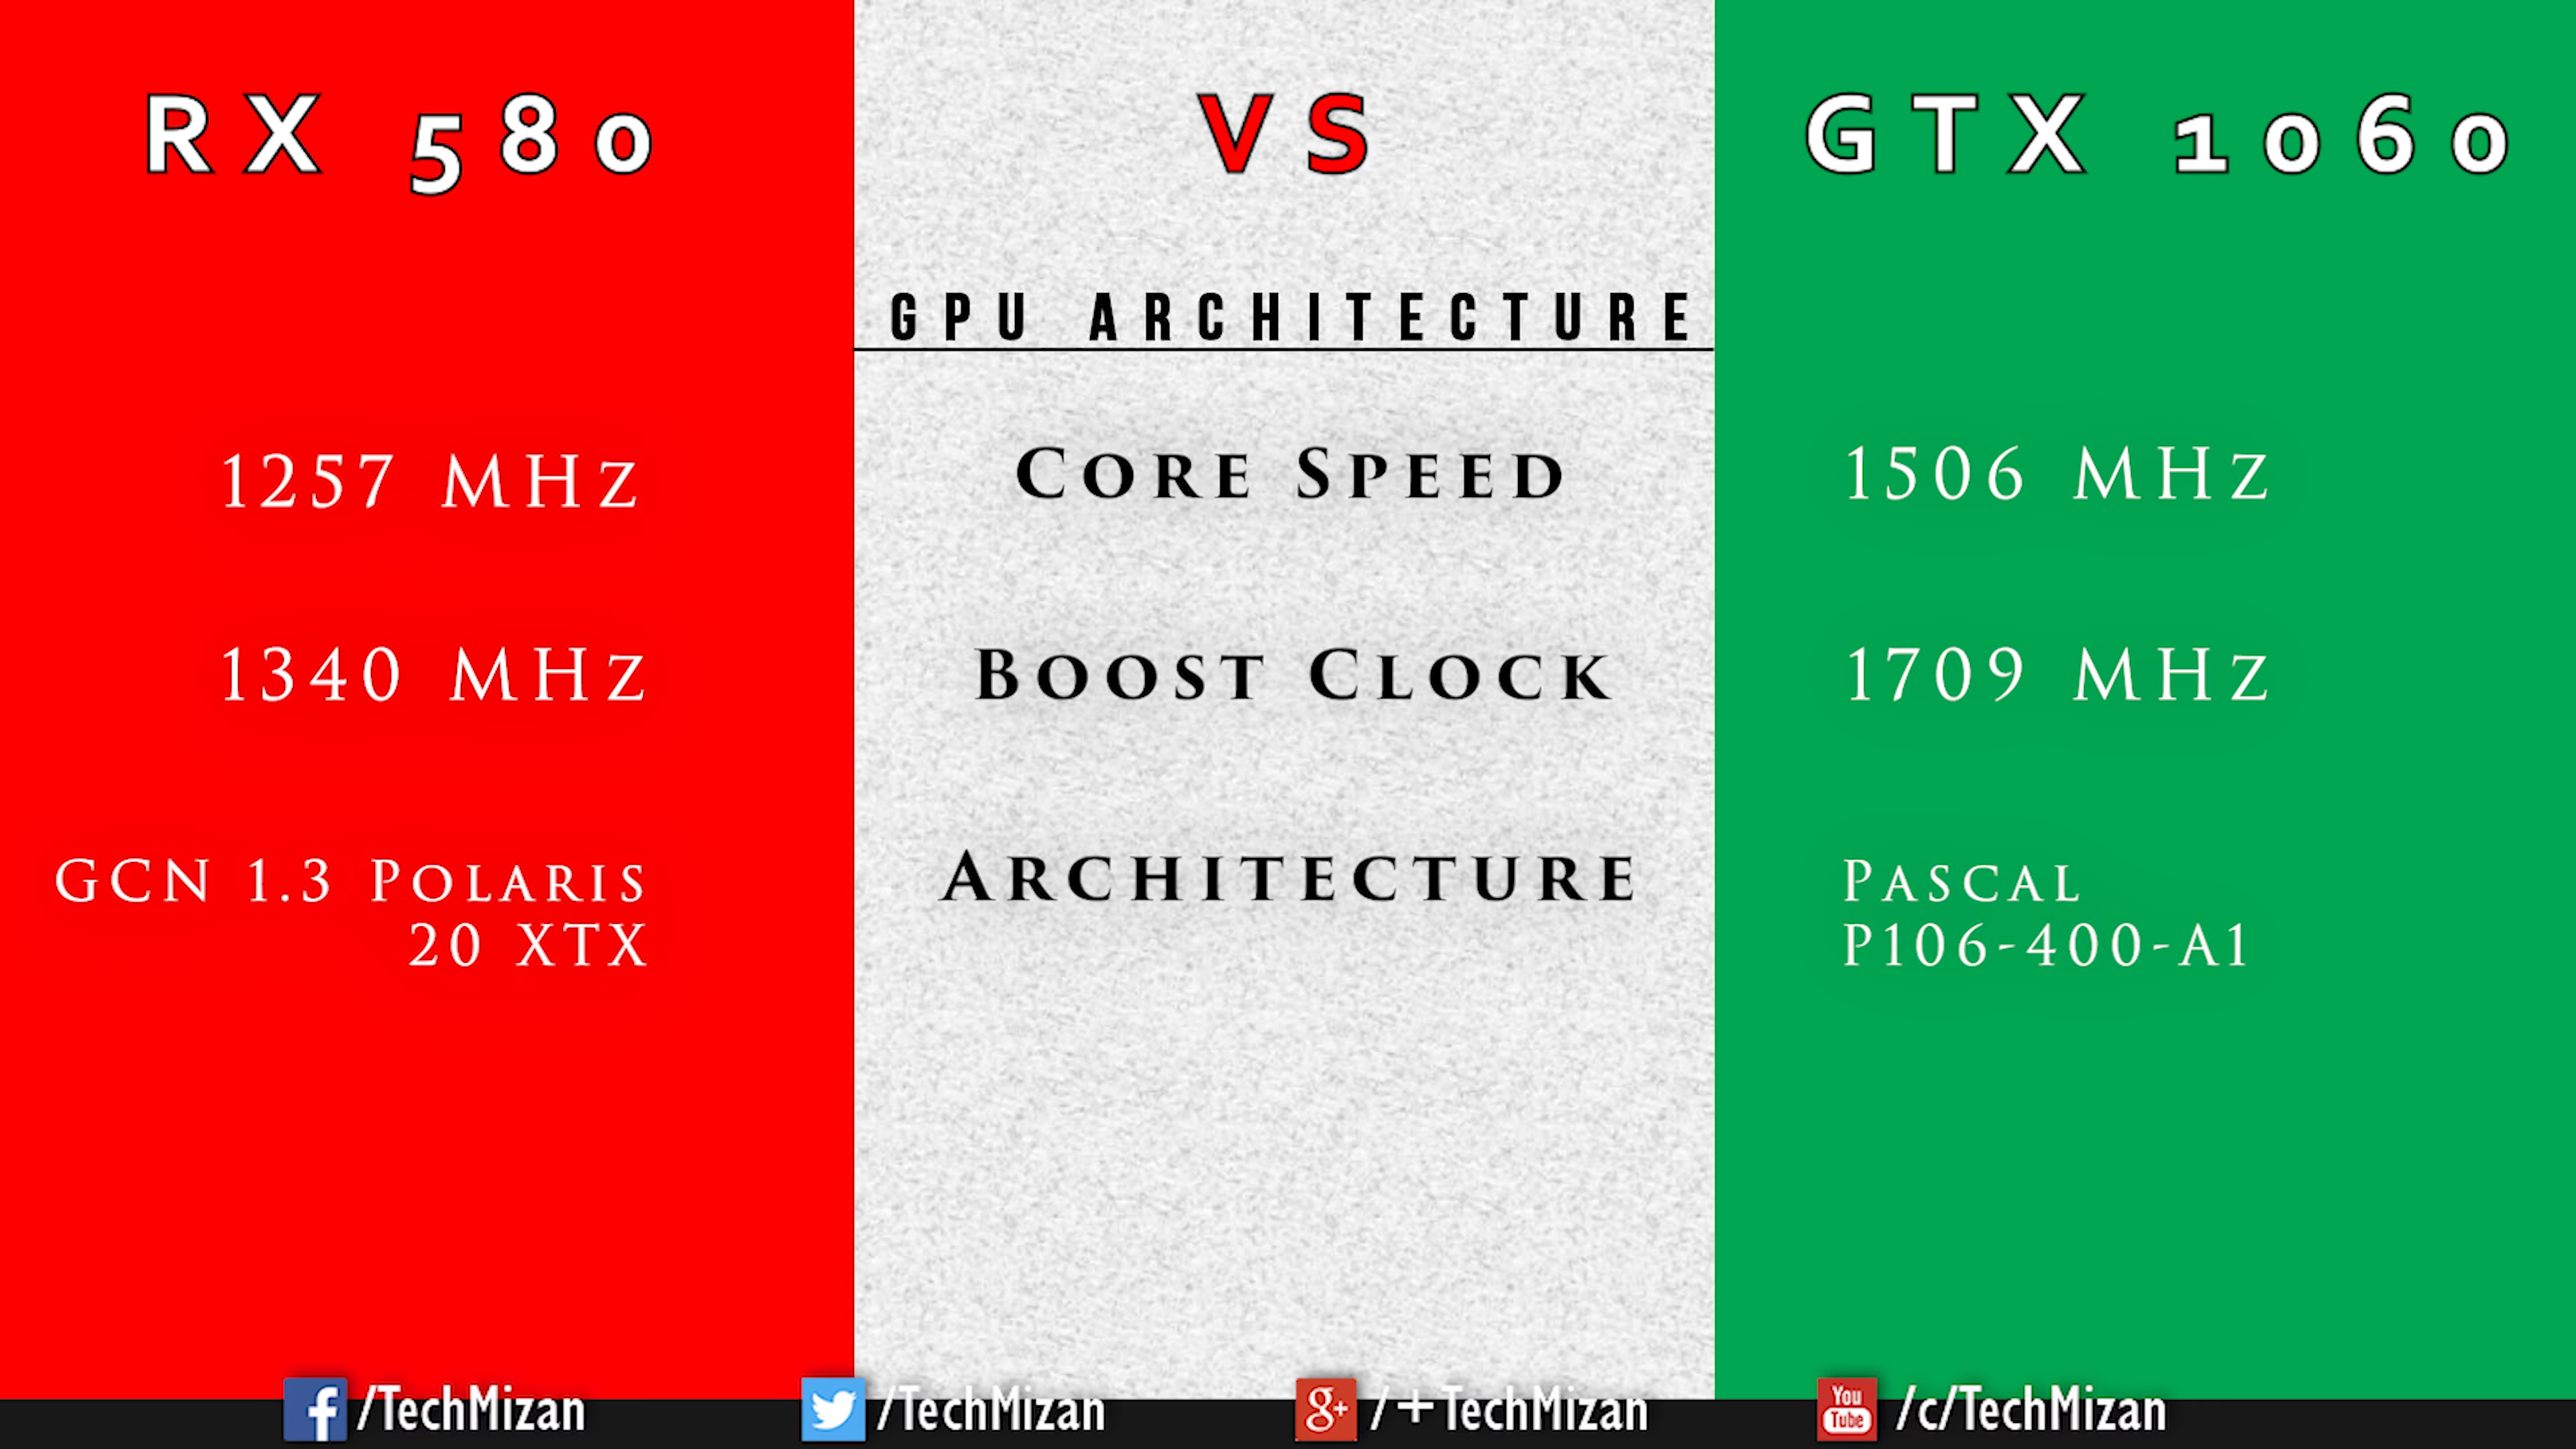 RX 580 VS GTX 1060
GPU ARCHITECTURE
1257 MHz Core Speed 1506 MHz
1340 MHz Boost Clock 1709 MHz
GCN 1.3 Polaris Architecture Pascal
20 XTX P106-400-A1
f /TechMizan /TechMizan g+ /+TechMizan You Tube /c/TechMizan